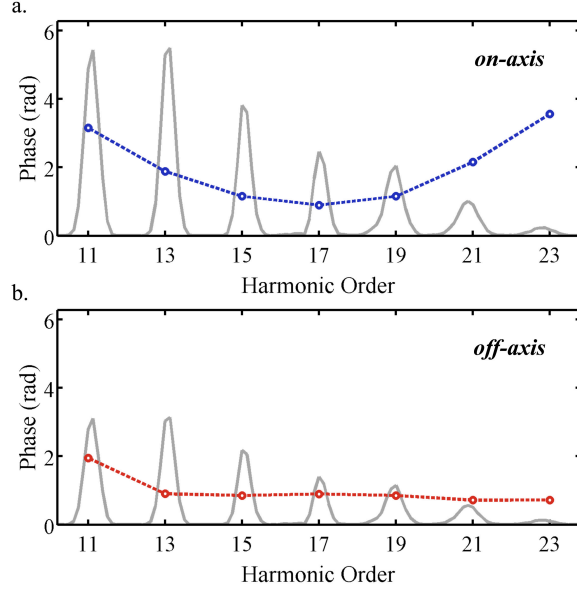 a.
6
4
2
0
Phase (rad)
on-axis
11 13 15 17 19 21 23
Harmonic Order
b.
6
4
2
0
Phase (rad)
off-axis
11 13 15 17 19 21 23
Harmonic Order